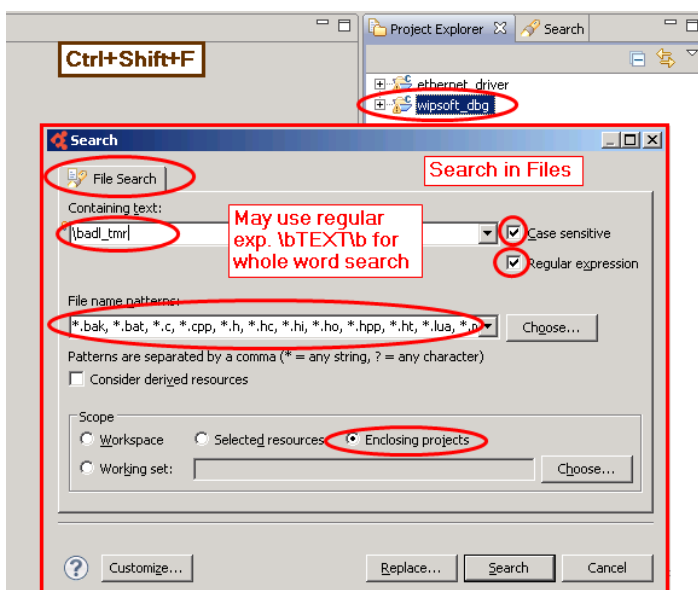 Project Explorer Search
Ctrl+Shift+F
ethernet_driver
wipsoft_dbg
Search
File Search
Search in Files
Containing text:
\badl_tmr
May use regular
exp. \bTEXT\b for
whole word search
Case sensitive
Regular expression
File name patterns:
*.bak, *.bat, *.c, *.cpp, *.h, *.hc, *.hi, *.ho, *.hpp, *.ht, *.lua, *.
Choose...
Patterns are separated by a comma (* = any string, ? = any character)
Consider derived resources
Scope
Workspace Selected resources Enclosing projects
Working set: Choose...
? Customize... Replace... Search Cancel